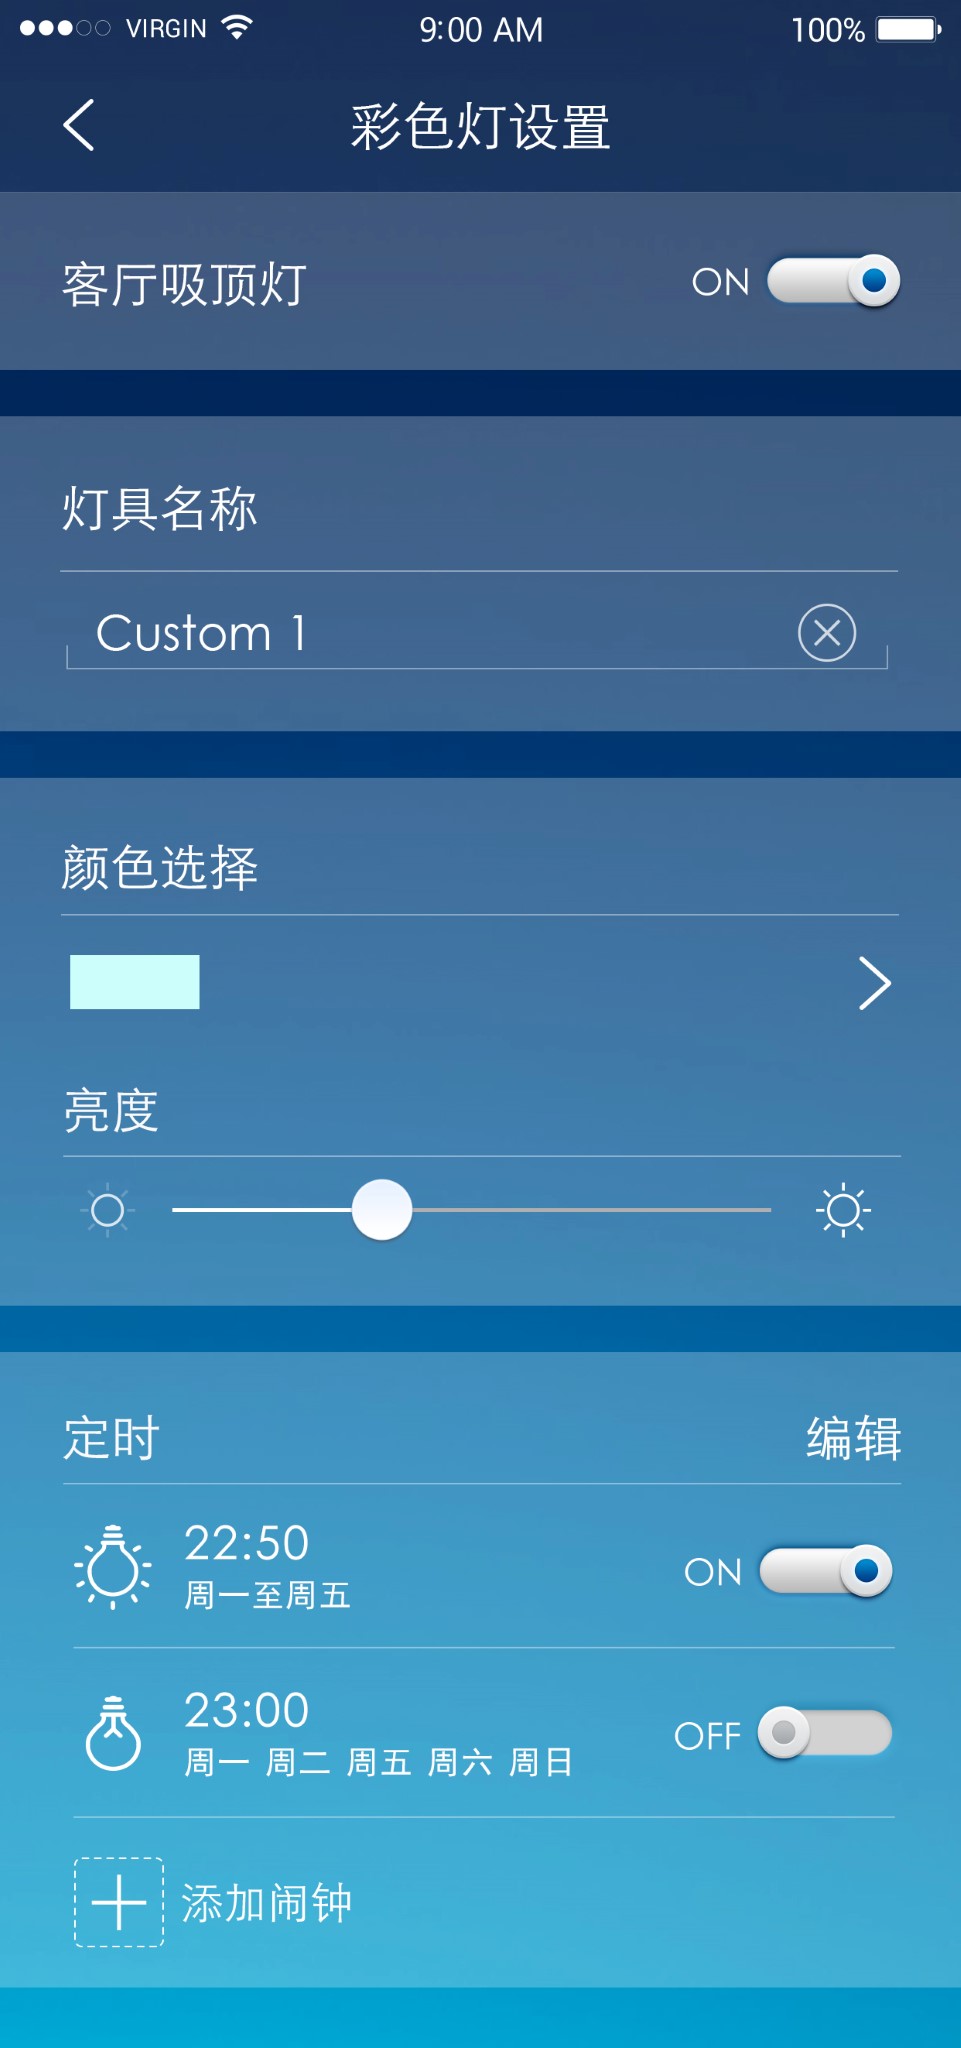 VIRGIN 9:00 AM 100%
彩色灯设置
客厅吸顶灯 ON
灯具名称
Custom 1
颜色选择
亮度
定时 编辑
22:50
周一至周五
ON
23:00
周一 周二 周五 周六 周日
OFF
添加闹钟